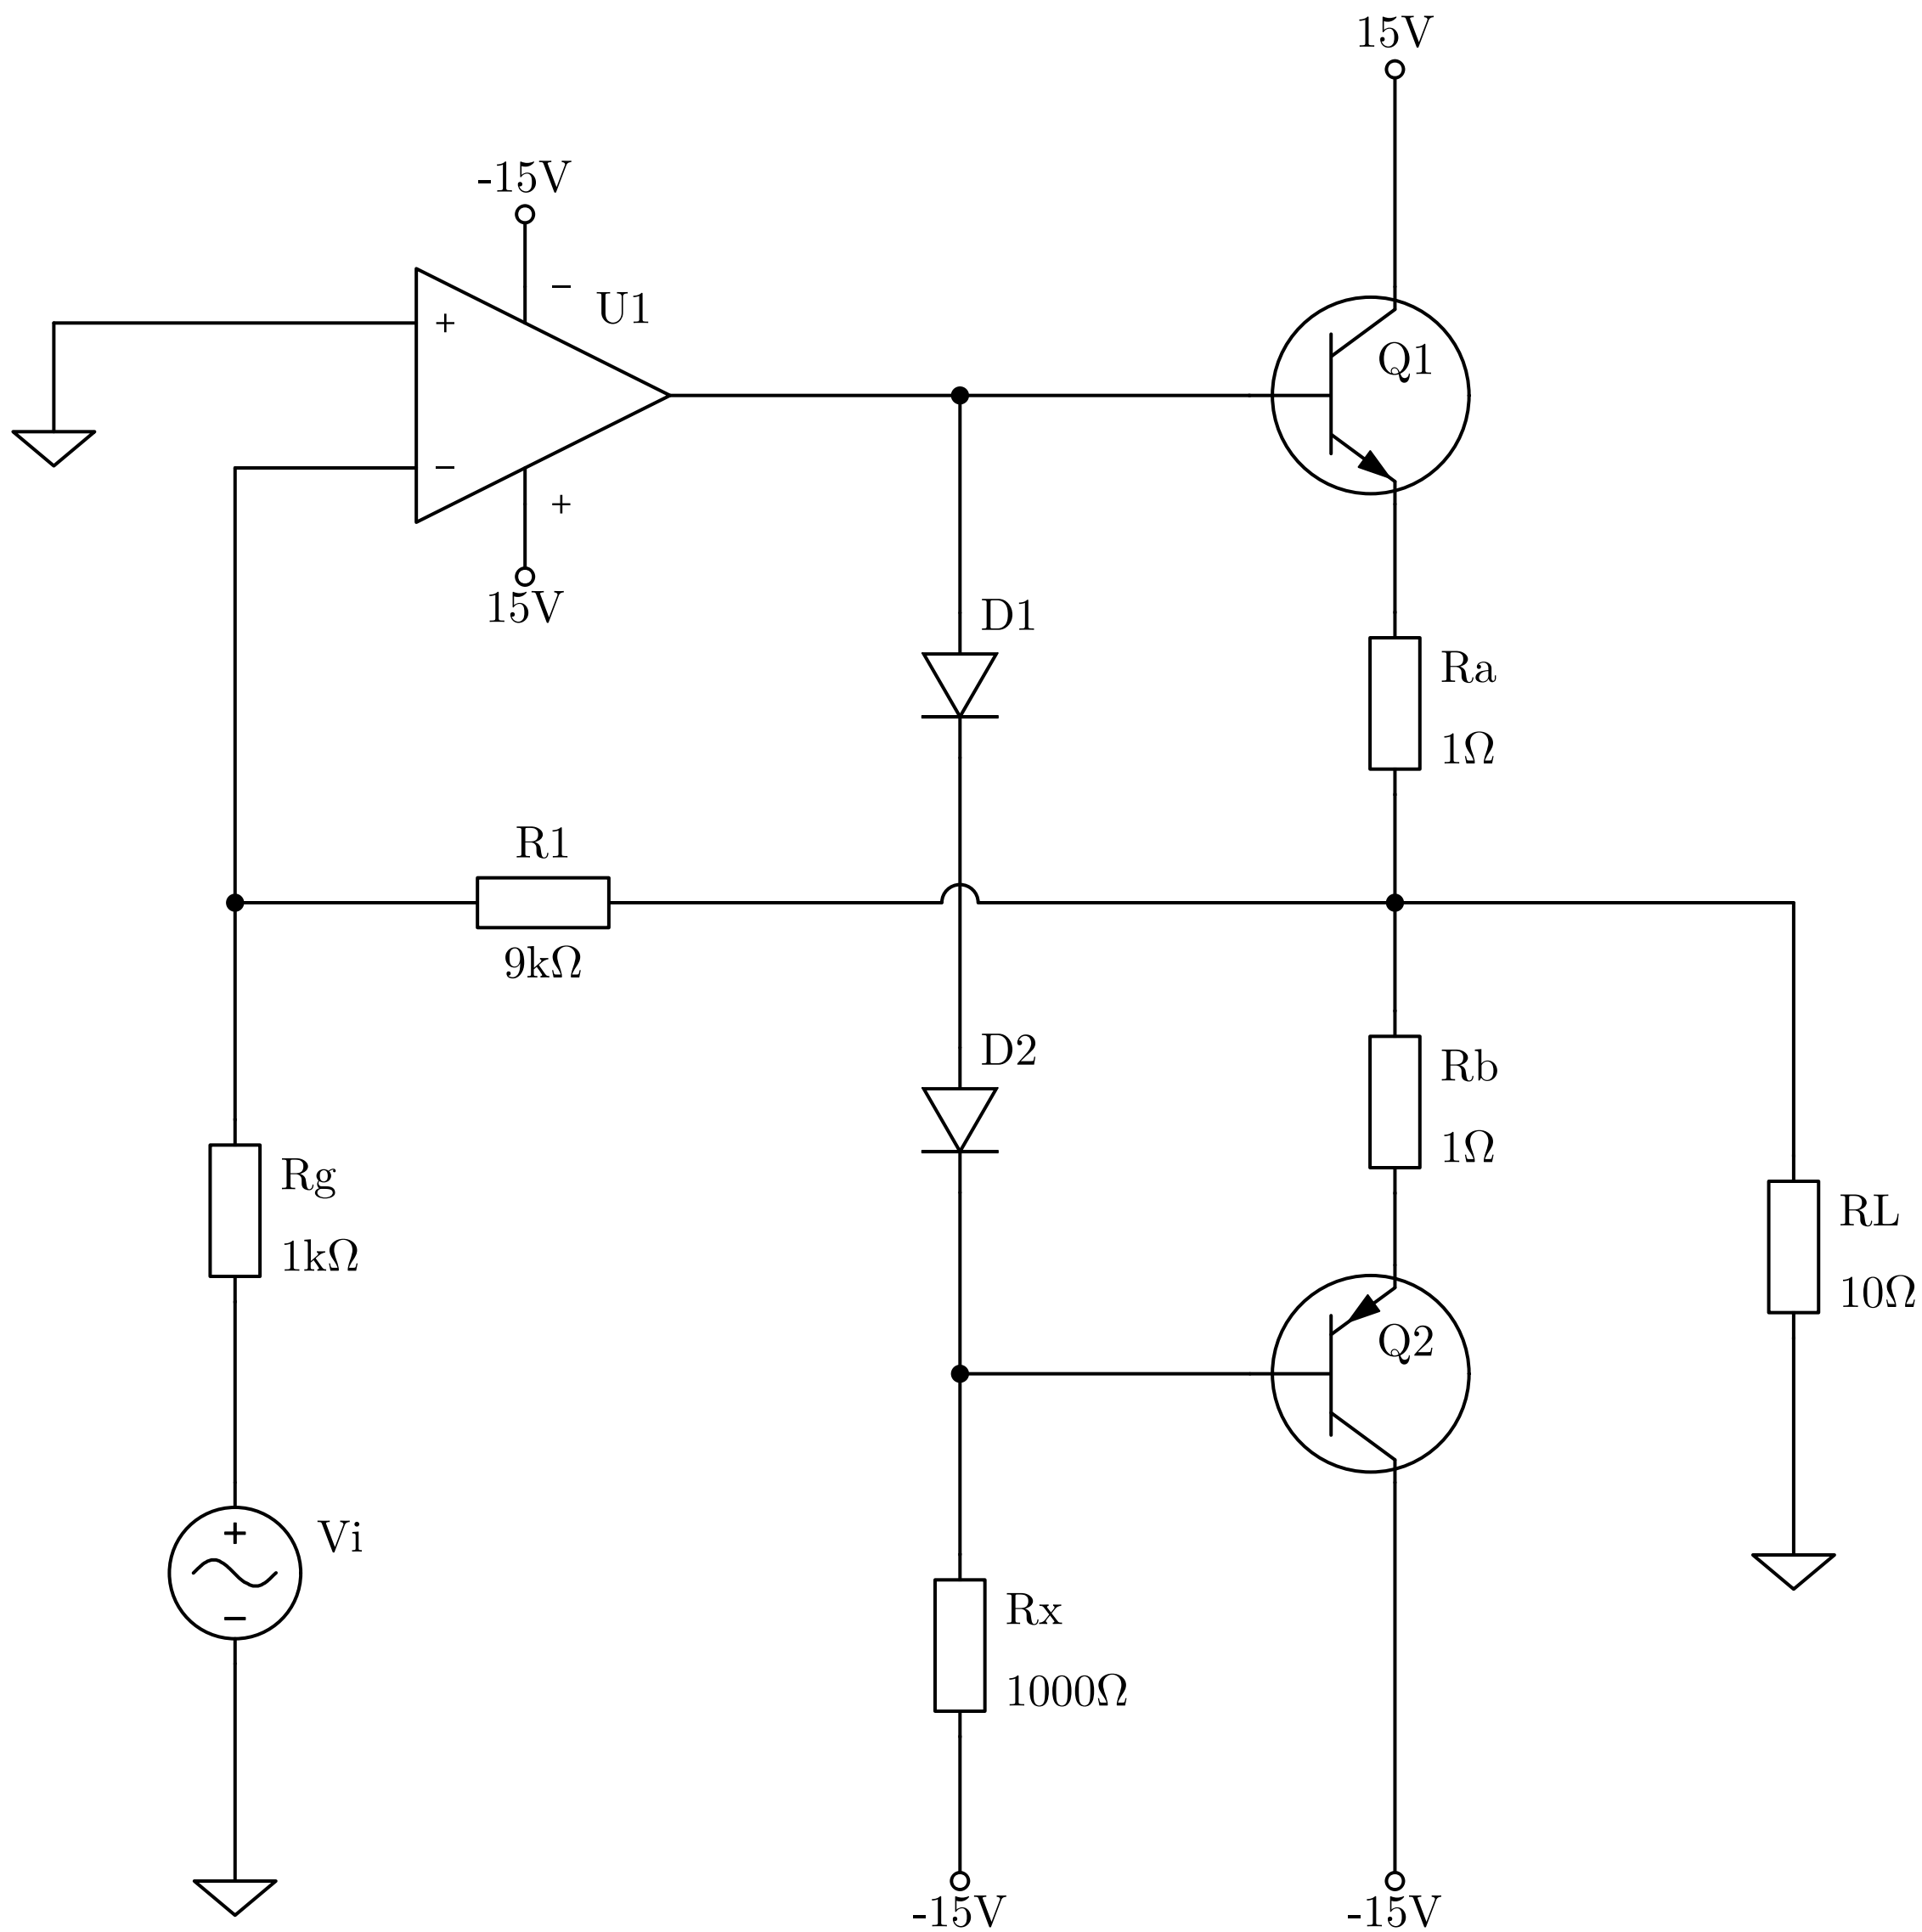 15V
-15V
U1
+
−
Q1
+
−
15V
D1
Ra
1Ω
R1
9kΩ
D2
Rb
1Ω
Rg
1kΩ
RL
10Ω
Q2
Vi
+
−
Rx
1000Ω
-15V
-15V